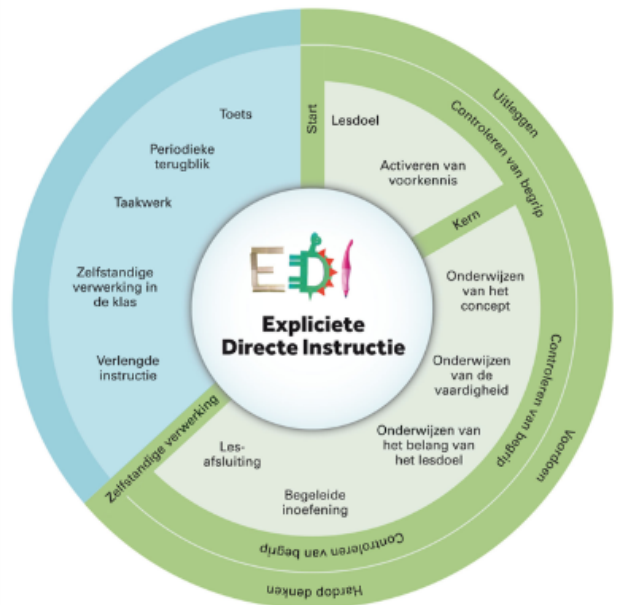 EDI
Expliciete
Directe Instructie
Start
Lesdoel
Activeren van
voorkennis
Kern
Onderwijzen
van het
concept
Onderwijzen
van de
vaardigheid
Onderwijzen van
het belang van
het lesdoel
Begeleide
inoefening
Les-
afsluiting
Zelfstandige verwerking
Verlengde
instructie
Zelfstandige
verwerking in
de klas
Taakwerk
Periodieke
terugblik
Toets
Controleren van begrip
Controleren van begrip
Controleren van begrip
Uitleggen
Voordoen
Hardop denken